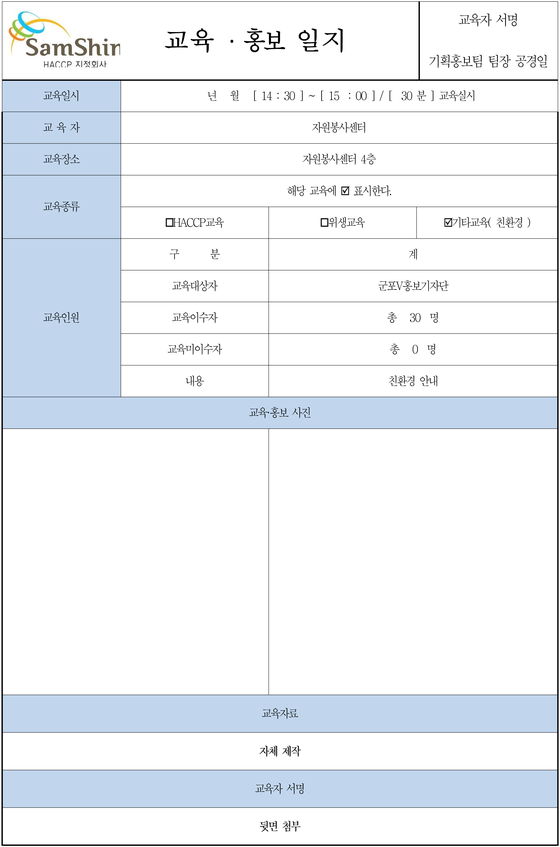 SamShin
HACCP 지정회사
교육 · 홍보 일지
교육자 서명
기획홍보팀 팀장 공경일
교육일시
년 월 [ 14 : 30 ] ~ [ 15 : 00 ] / [ 30 분 ] 교육실시
교 육 자
자원봉사센터
교육장소
자원봉사센터 4층
교육종류
해당 교육에 ☑ 표시한다.
☐HACCP교육
☐위생교육
☑기타교육( 친환경 )
교육인원
구 분
계
교육대상자
군포V홍보기자단
교육이수자
총 30 명
교육미이수자
총 0 명
내용
친환경 안내
교육·홍보 사진
교육자료
자체 제작
교육자 서명
뒷면 첨부